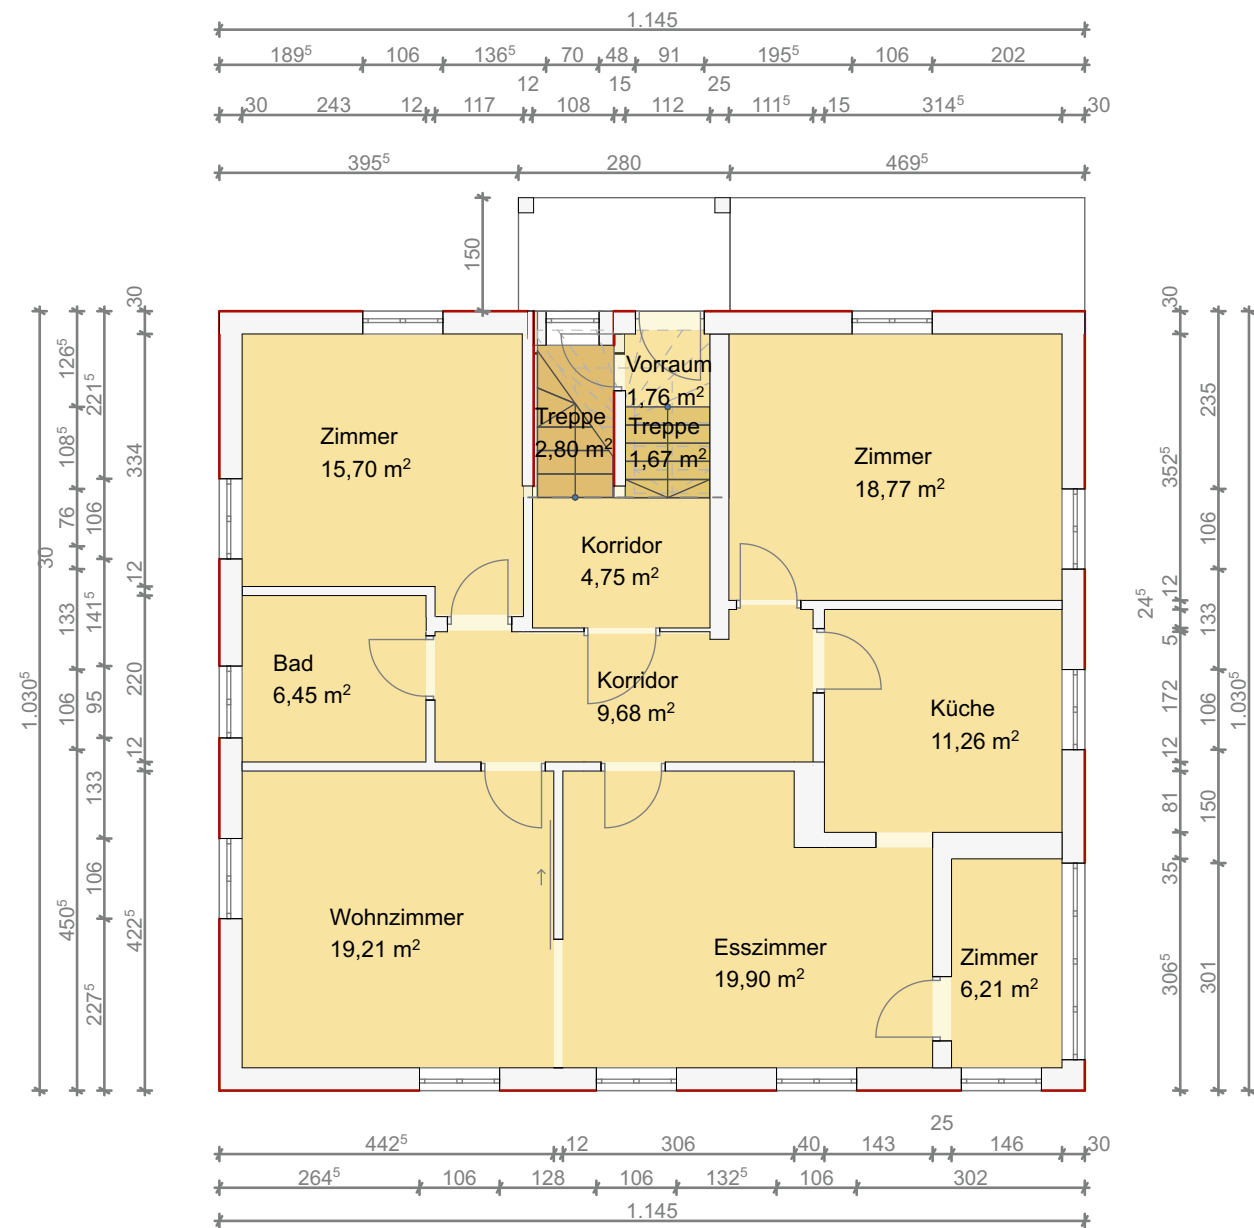 1.145
189⁵ 106 136⁵ 70 48 91 195⁵ 106 202
12 15 25
30 243 12 117 108 112 111⁵ 15 314⁵ 30
395⁵ 280 469⁵
150
1.030⁵
30
126⁵ 108⁵ 76 133 106 450⁵
221⁵ 106 141⁵ 95 133 106 227⁵
30 334 12 220 12 422⁵
Zimmer
15,70 m²
Treppe
2,80 m²
Vorraum
1,76 m²
Treppe
1,67 m²
Zimmer
18,77 m²
Korridor
4,75 m²
Bad
6,45 m²
Korridor
9,68 m²
Küche
11,26 m²
Wohnzimmer
19,21 m²
Esszimmer
19,90 m²
Zimmer
6,21 m²
24⁵
30 352⁵ 12 5 172 12 81 35 306⁵
235 106 133 106 150 301
1.030⁵
25
442⁵ 12 306 40 143 146 30
264⁵ 106 128 106 132⁵ 106 302
1.145